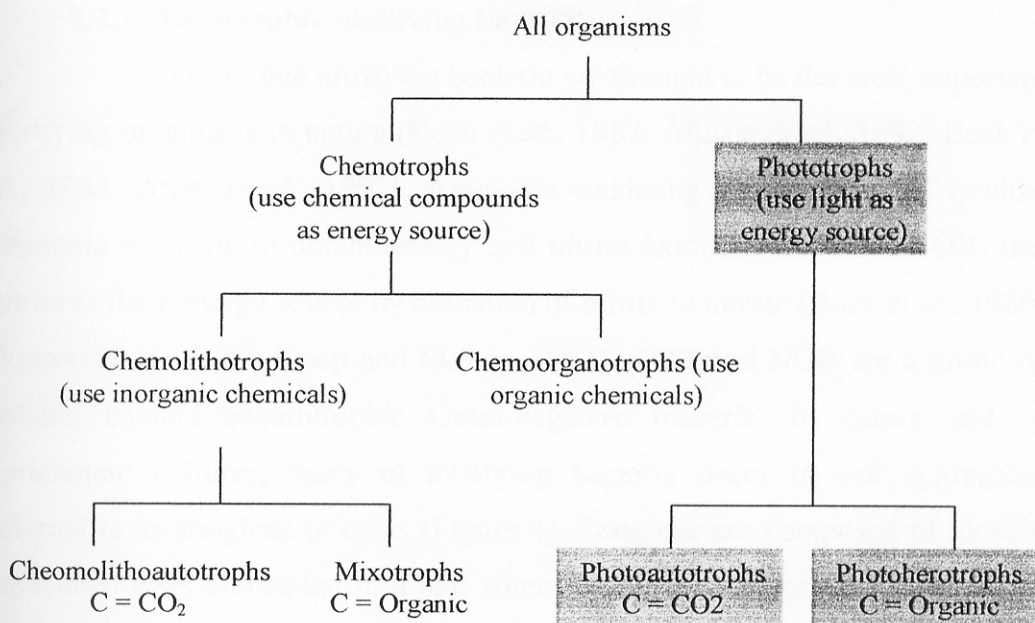 All organisms
Chemotrophs
(use chemical compounds
as energy source)
Phototrophs
(use light as
energy source)
Chemolithotrophs
(use inorganic chemicals)
Chemoorganotrophs (use
organic chemicals)
Cheomolithoautotrophs
C = CO₂
Mixotrophs
C = Organic
Photoautotrophs
C = CO2
Photoherotrophs
C = Organic